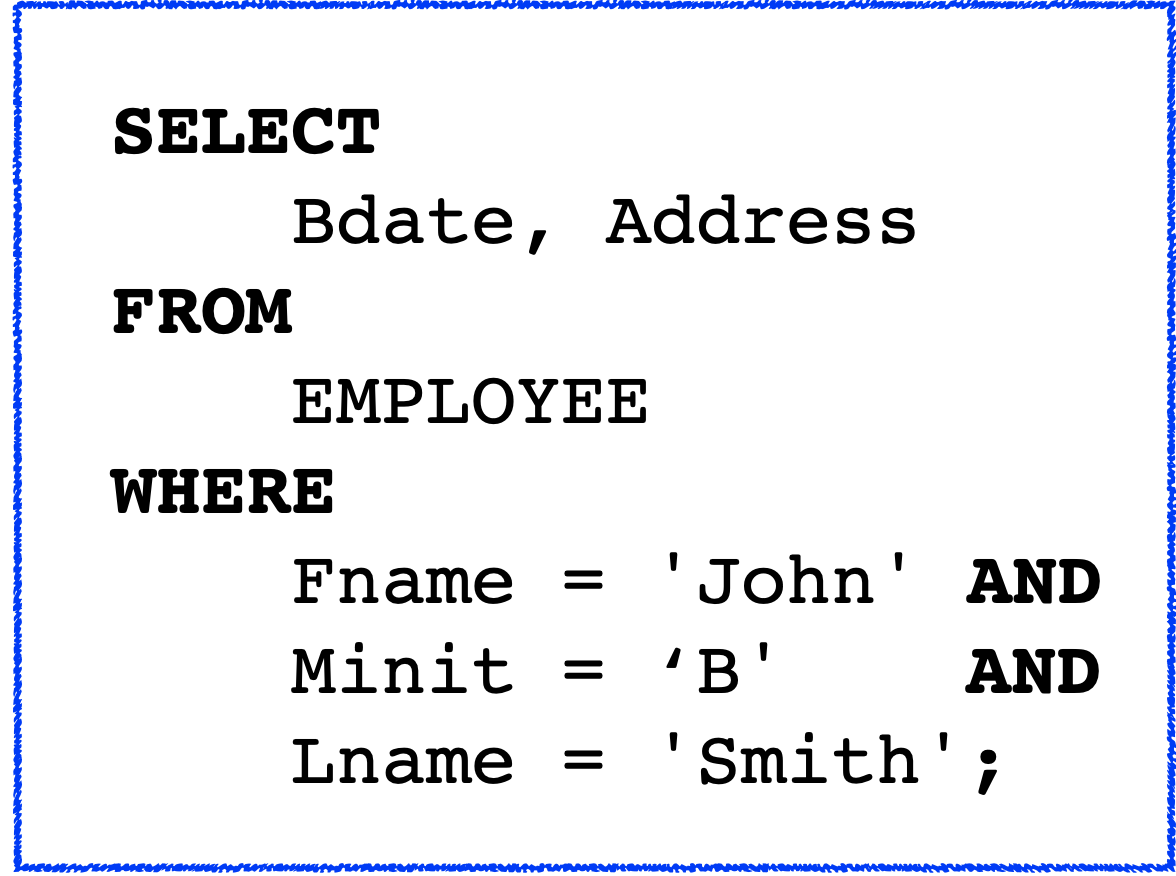 SELECT
Bdate, Address
FROM
EMPLOYEE
WHERE
Fname = 'John' AND
Minit = ‘B' AND
Lname = 'Smith';